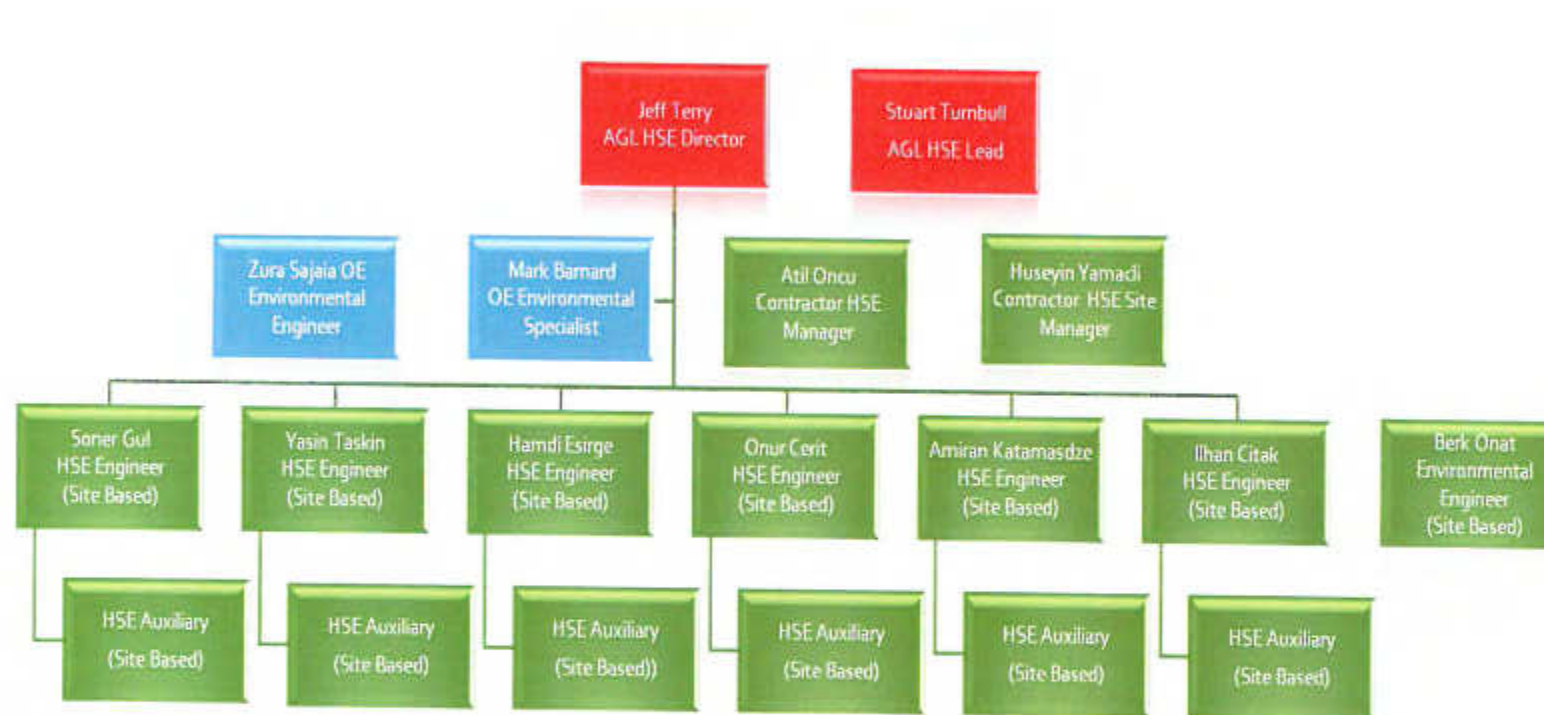 Jeff Terry
AGL HSE Director
Stuart Turnbull
AGL HSE Lead
Zura Sajaia OE
Environmental
Engineer
Mark Barnard
OE Environmental
Specialist
Atil Oncu
Contractor HSE
Manager
Huseyin Yamacli
Contractor HSE Site
Manager
Soner Gul
HSE Engineer
(Site Based)
Yasin Taskin
HSE Engineer
(Site Based)
Hamdi Esirge
HSE Engineer
(Site Based)
Onur Cerit
HSE Engineer
(Site Based)
Amiran Katamasdze
HSE Engineer
(Site Based)
Ilhan Citak
HSE Engineer
(Site Based)
Berk Onat
Environmental
Engineer
(Site Based)
HSE Auxiliary
(Site Based)
HSE Auxiliary
(Site Based)
HSE Auxiliary
(Site Based))
HSE Auxiliary
(Site Based)
HSE Auxiliary
(Site Based)
HSE Auxiliary
(Site Based)